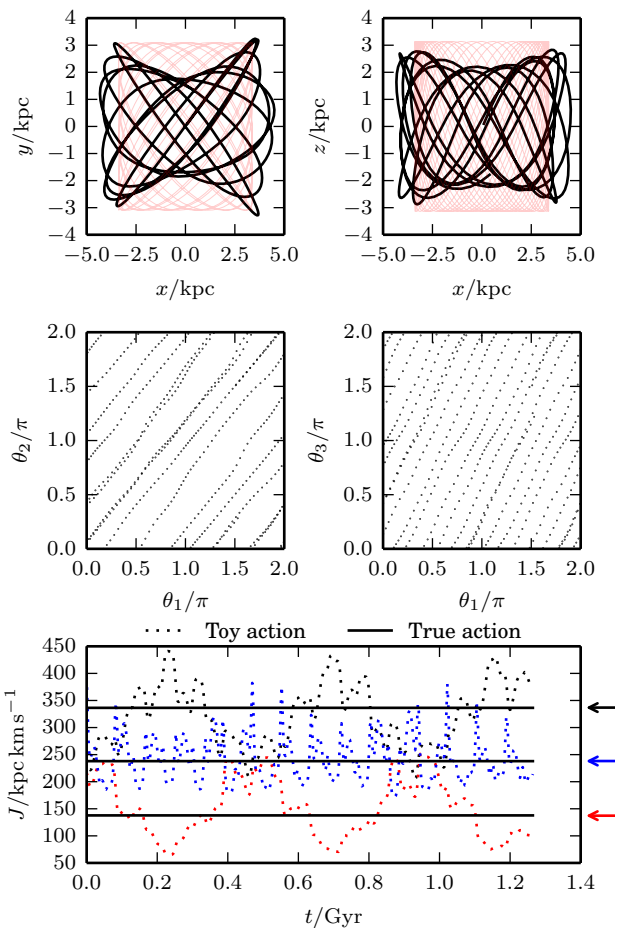 4
3
2
1
0
−1
−2
−3
−4
y/kpc
−5.0 −2.5 0.0 2.5 5.0
x/kpc
4
3
2
1
0
−1
−2
−3
−4
z/kpc
−5.0 −2.5 0.0 2.5 5.0
x/kpc
2.0
1.5
1.0
0.5
0.0
θ₂/π
0.0 0.5 1.0 1.5 2.0
θ₁/π
2.0
1.5
1.0
0.5
0.0
θ₃/π
0.0 0.5 1.0 1.5 2.0
θ₁/π
Toy action True action
450
400
350
300
250
200
150
100
50
J/kpc km s⁻¹
0.0 0.2 0.4 0.6 0.8 1.0 1.2 1.4
t/Gyr